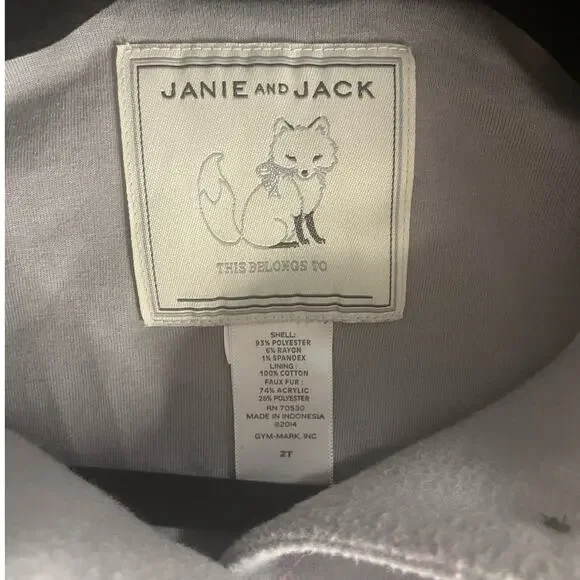 JANIE AND JACK
THIS BELONGS TO
SHELL:
93% POLYESTER
6% RAYON
1% SPANDEX
LINING:
100% COTTON
FAUX FUR:
74% ACRYLIC
26% POLYESTER
RN 70530
MADE IN INDONESIA
©2014
GYM-MARK, INC
2T